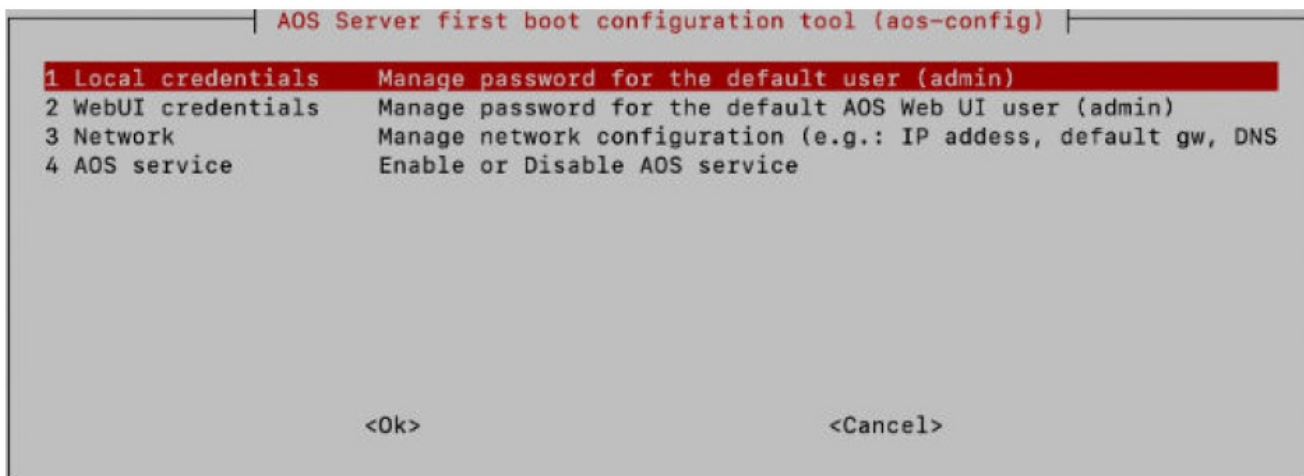 AOS Server first boot configuration tool (aos-config)
1 Local credentials Manage password for the default user (admin)
2 WebUI credentials Manage password for the default AOS Web UI user (admin)
3 Network Manage network configuration (e.g.: IP addess, default gw, DNS
4 AOS service Enable or Disable AOS service
<Ok> <Cancel>